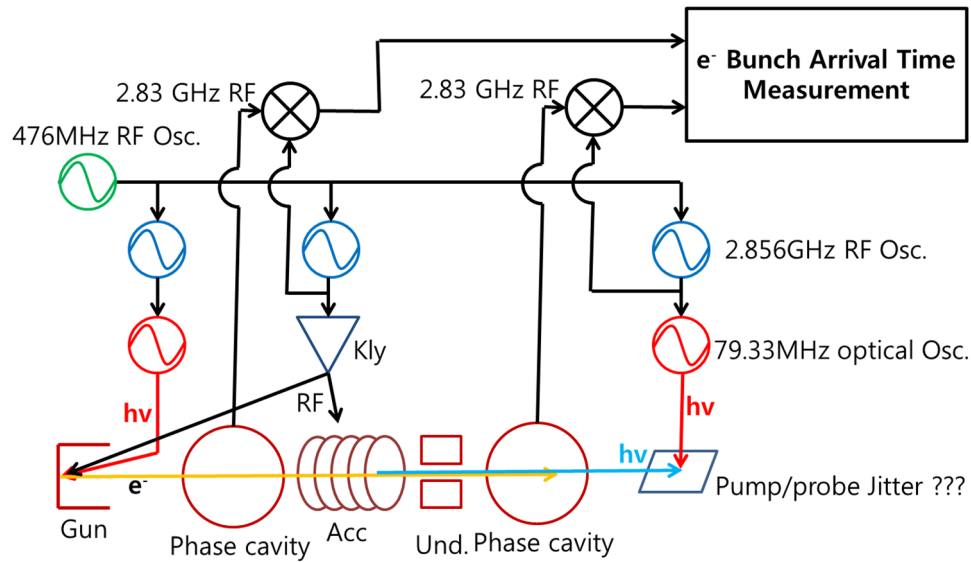 e⁻ Bunch Arrival Time
Measurement
2.83 GHz RF
2.83 GHz RF
476MHz RF Osc.
2.856GHz RF Osc.
Kly
79.33MHz optical Osc.
RF
hv
hv
hv
e⁻
Pump/probe Jitter ???
Gun
Phase cavity
Acc
Und.
Phase cavity